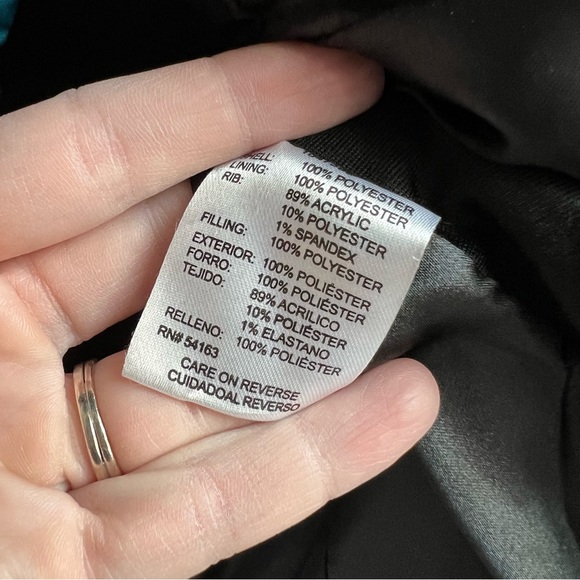 100% POLYESTER
LINING: 100% POLYESTER
RIB: 89% ACRYLIC
10% POLYESTER
1% SPANDEX
FILLING: 100% POLYESTER
EXTERIOR: 100% POLIÉSTER
FORRO: 100% POLIÉSTER
TEJIDO: 89% ACRILICO
10% POLIÉSTER
1% ELASTANO
RELLENO: 100% POLIÉSTER
RN# 54163
CARE ON REVERSE
CUIDADOAL REVERSO